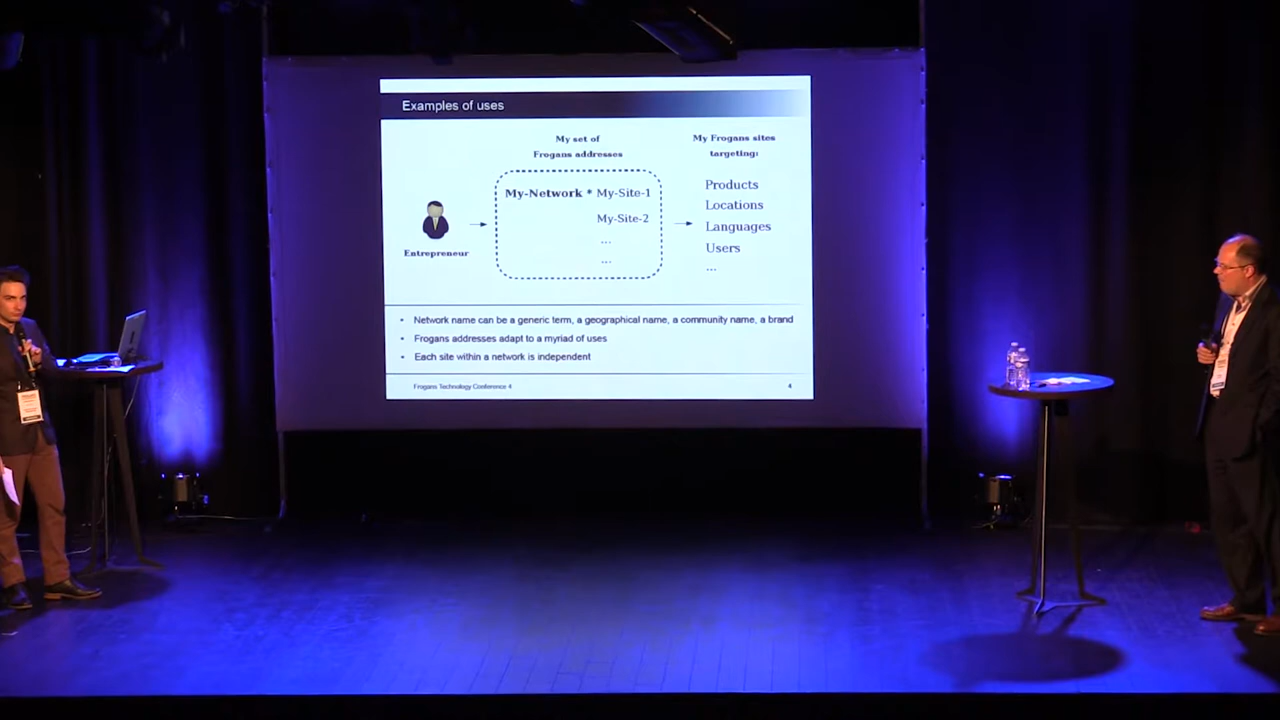 Examples of uses
My set of
Frogans addresses
My Frogans sites
targeting:
My-Network * My-Site-1
My-Site-2
...
...
Entrepreneur
Products
Locations
Languages
Users
...
• Network name can be a generic term, a geographical name, a community name, a brand
• Frogans addresses adapt to a myriad of uses
• Each site within a network is independent
Frogans Technology Conference 4
4